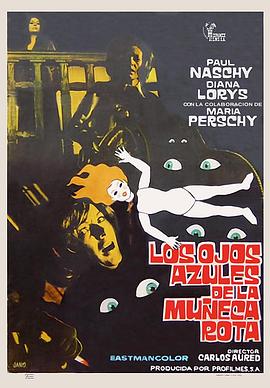 PAUL
NASCHY
DIANA
LORYS
CON LA COLABORACION DE
MARIA
PERSCHY
LOS OJOS
AZULES
DE LA
MUÑECA
ROTA
DIRECTOR
EASTMANCOLOR
CARLOS AURED
PRODUCIDA POR PROFILMES, S.A.
JANO